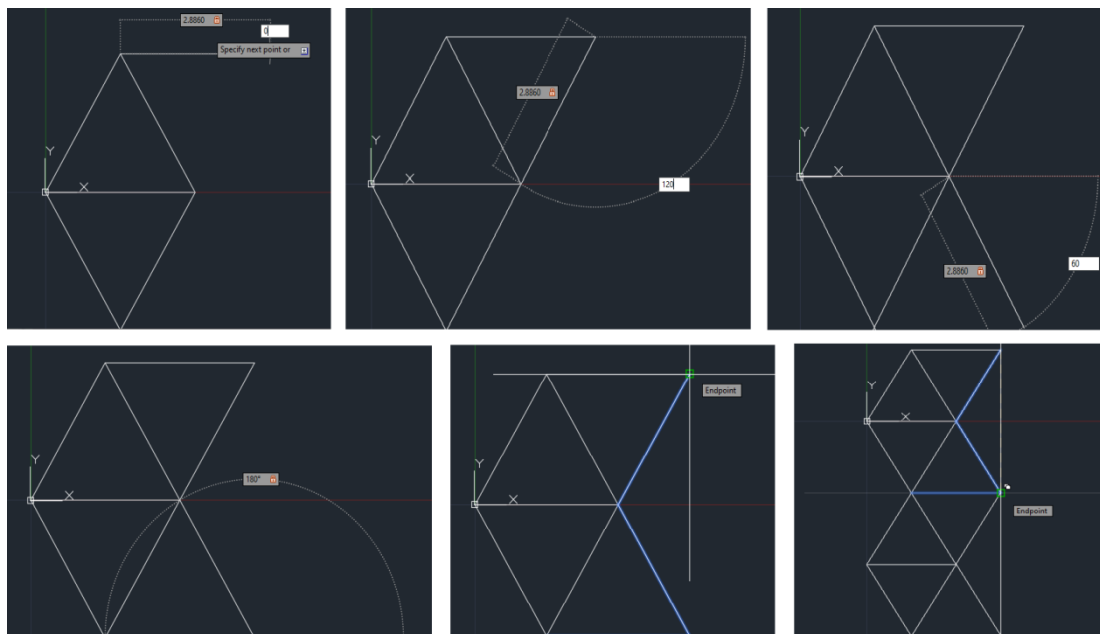 2.8860
0
Specify next point or
Y
X
2.8860
Y
X
120
Y
X
2.8860
60
Y
X
180°
Y
X
Endpoint
Y
X
Endpoint